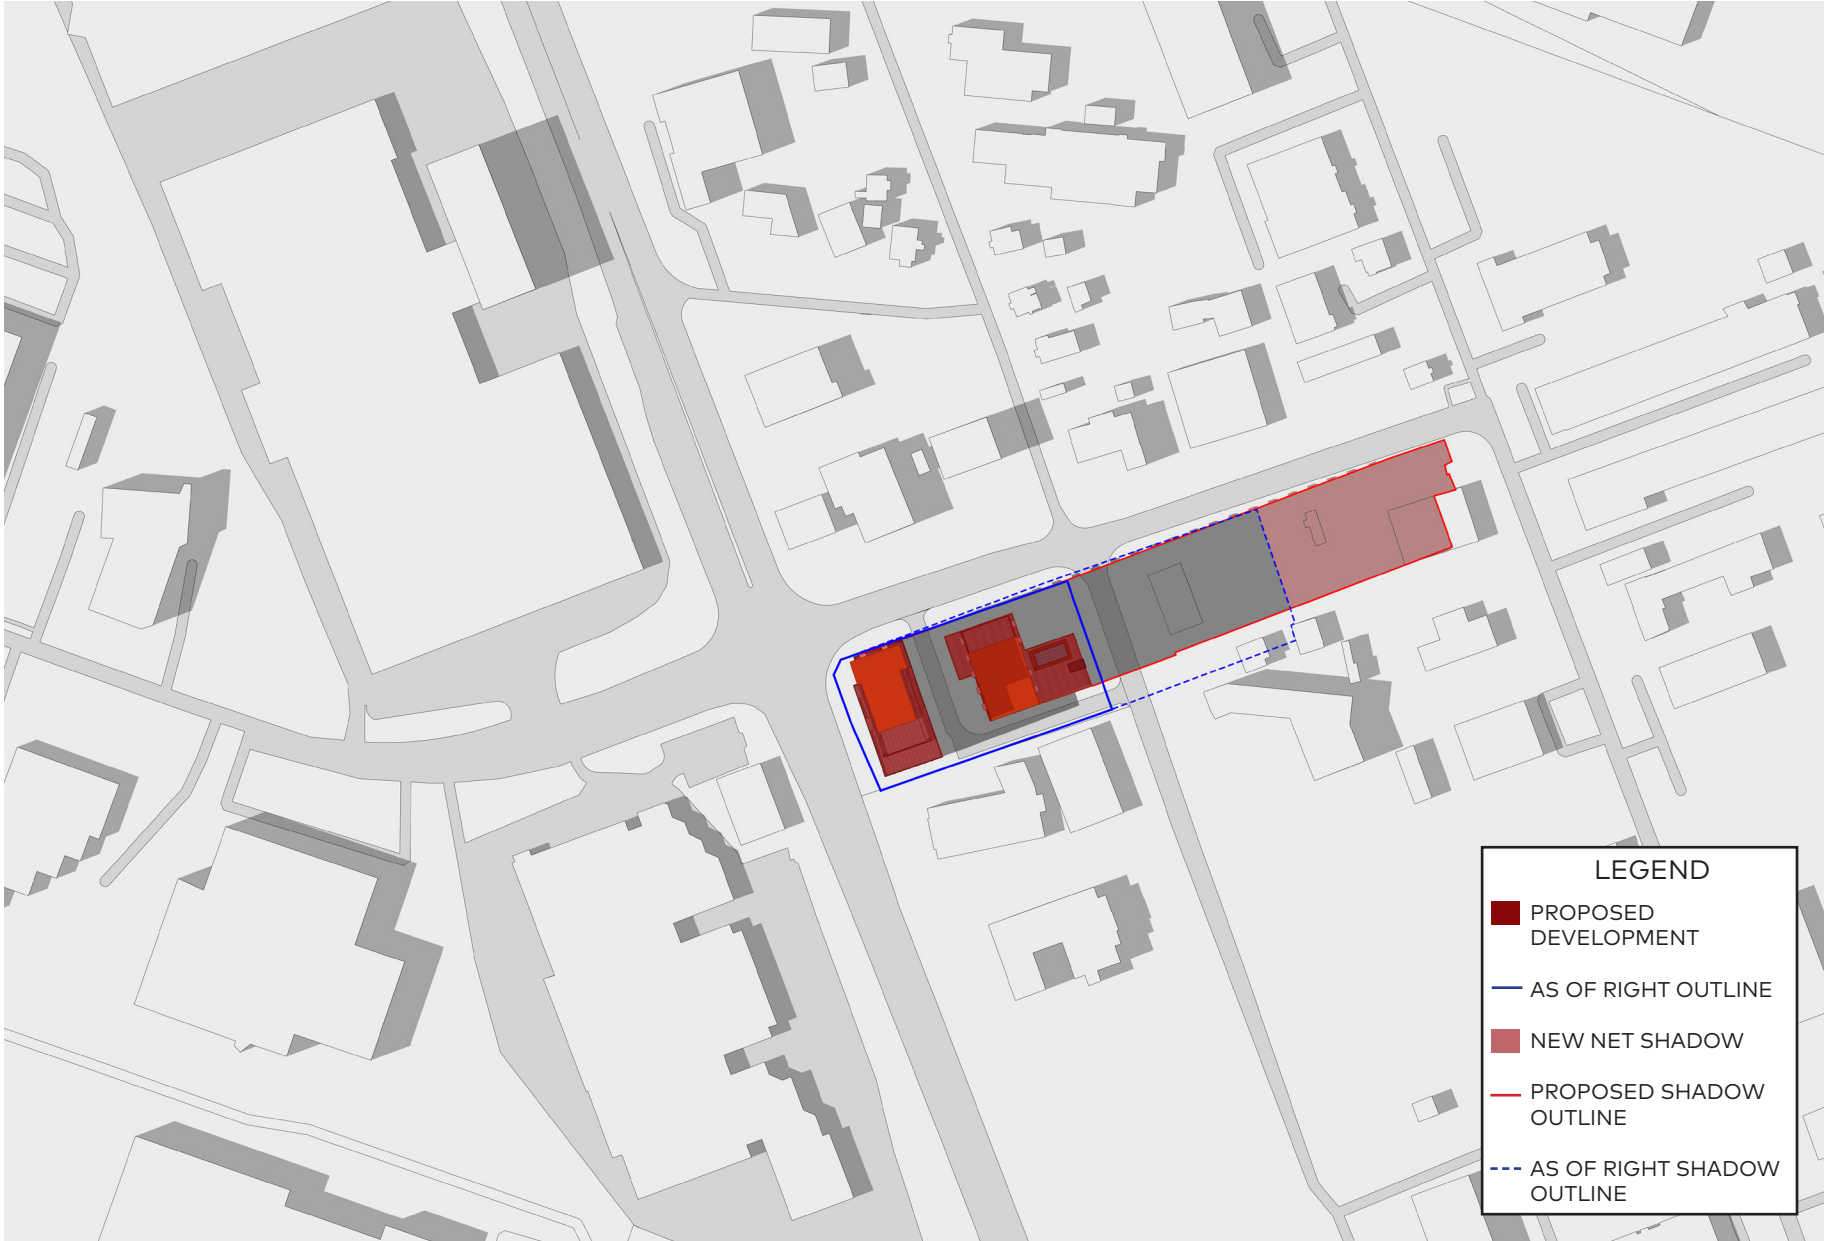 LEGEND
PROPOSED
DEVELOPMENT
AS OF RIGHT OUTLINE
NEW NET SHADOW
PROPOSED SHADOW
OUTLINE
AS OF RIGHT SHADOW
OUTLINE